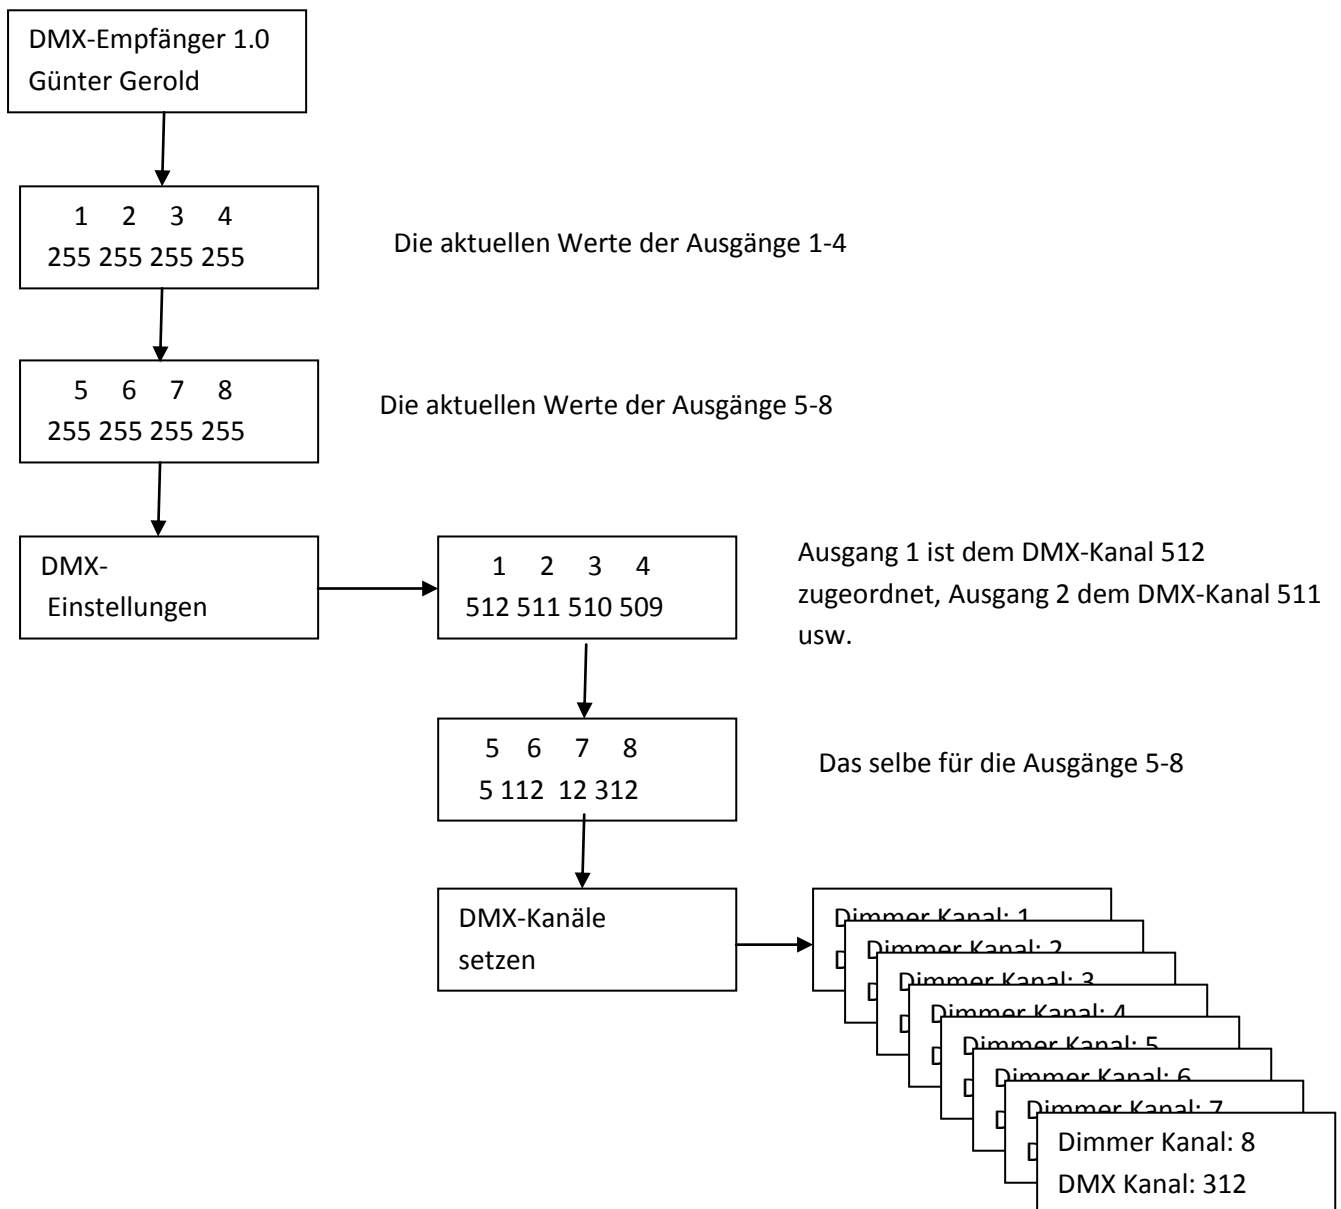 DMX-Empfänger 1.0
Günter Gerold
1 2 3 4
255 255 255 255
Die aktuellen Werte der Ausgänge 1-4
5 6 7 8
255 255 255 255
Die aktuellen Werte der Ausgänge 5-8
DMX-
Einstellungen
1 2 3 4
512 511 510 509
Ausgang 1 ist dem DMX-Kanal 512
zugeordnet, Ausgang 2 dem DMX-Kanal 511
usw.
5 6 7 8
5 112 12 312
Das selbe für die Ausgänge 5-8
DMX-Kanäle
setzen
Dimmer Kanal: 1
Dimmer Kanal: 2
Dimmer Kanal: 3
Dimmer Kanal: 4
Dimmer Kanal: 5
Dimmer Kanal: 6
Dimmer Kanal: 7
Dimmer Kanal: 8
DMX Kanal: 312